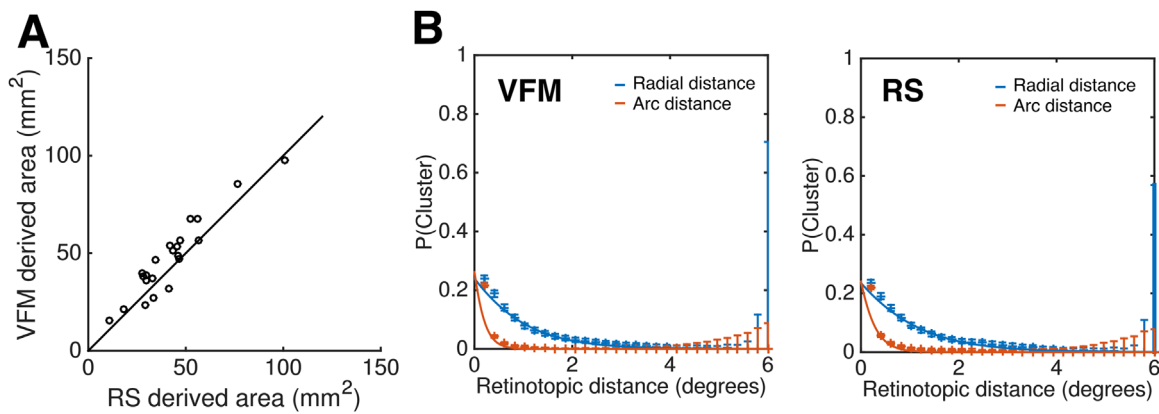 A
150
100
50
0
VFM derived area (mm²)
0 50 100 150
RS derived area (mm²)
B
1
0.8
0.6
0.4
0.2
0
P(Cluster)
VFM
Radial distance
Arc distance
0 2 4 6
Retinotopic distance (degrees)
1
0.8
0.6
0.4
0.2
0
P(Cluster)
RS
Radial distance
Arc distance
0 2 4 6
Retinotopic distance (degrees)